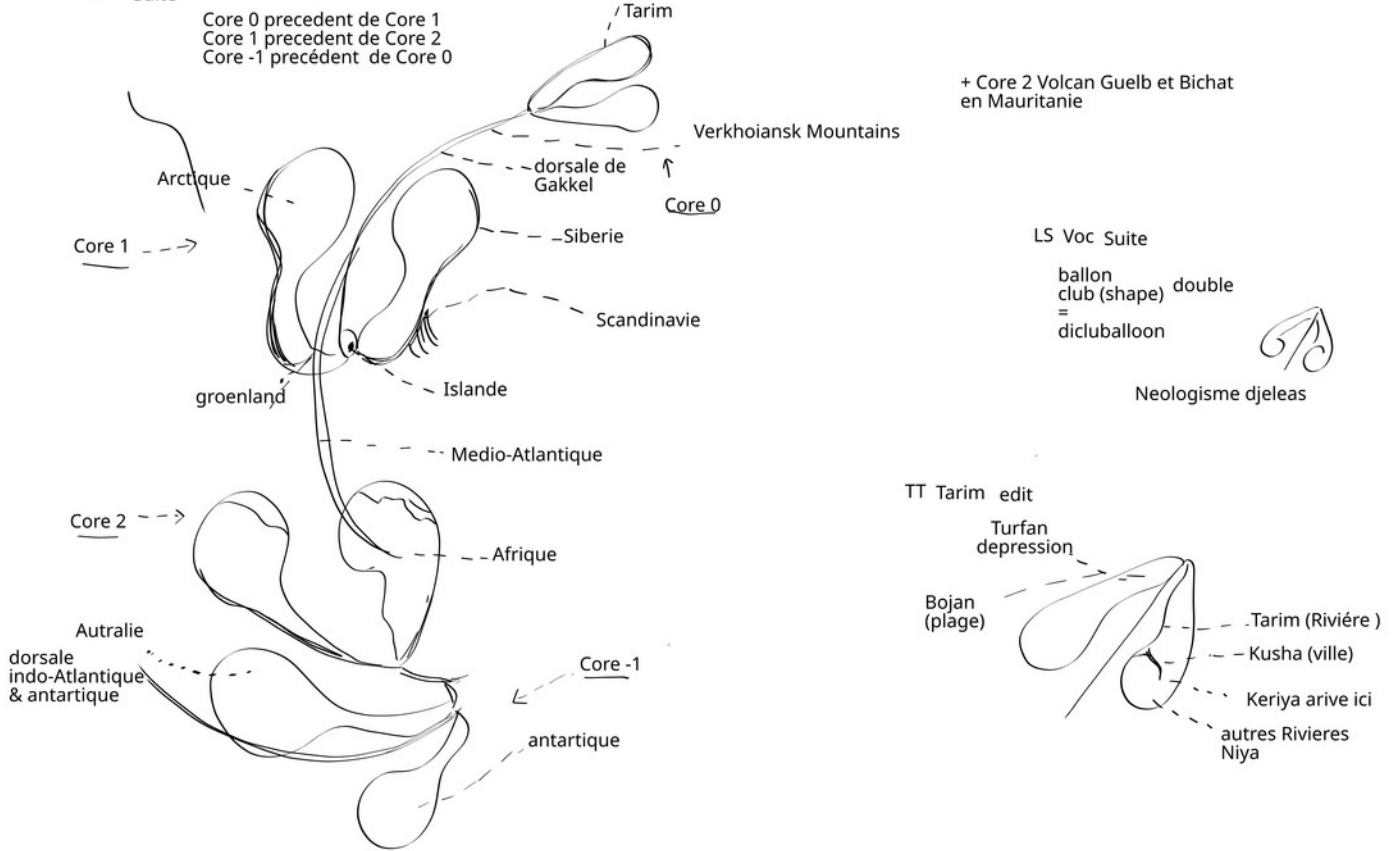 Core 0 precedent de Core 1
Core 1 precedent de Core 2
Core -1 precédent de Core 0
Tarim
+ Core 2 Volcan Guelb et Bichat
en Mauritanie
Verkhoiansk Mountains
dorsale de
Gakkel
Core 0
Arctique
Core 1
Siberie
Scandinavie
groenland
Islande
Medio-Atlantique
Core 2
Afrique
Autralie
dorsale
indo-Atlantique
& antartique
Core -1
antartique
LS Voc Suite
ballon
club (shape) double
=
dicluballoon
Neologisme djeleas
TT Tarim edit
Turfan
depression
Bojan
(plage)
Tarim (Riviére )
Kusha (ville)
Keriya arive ici
autres Rivieres
Niya